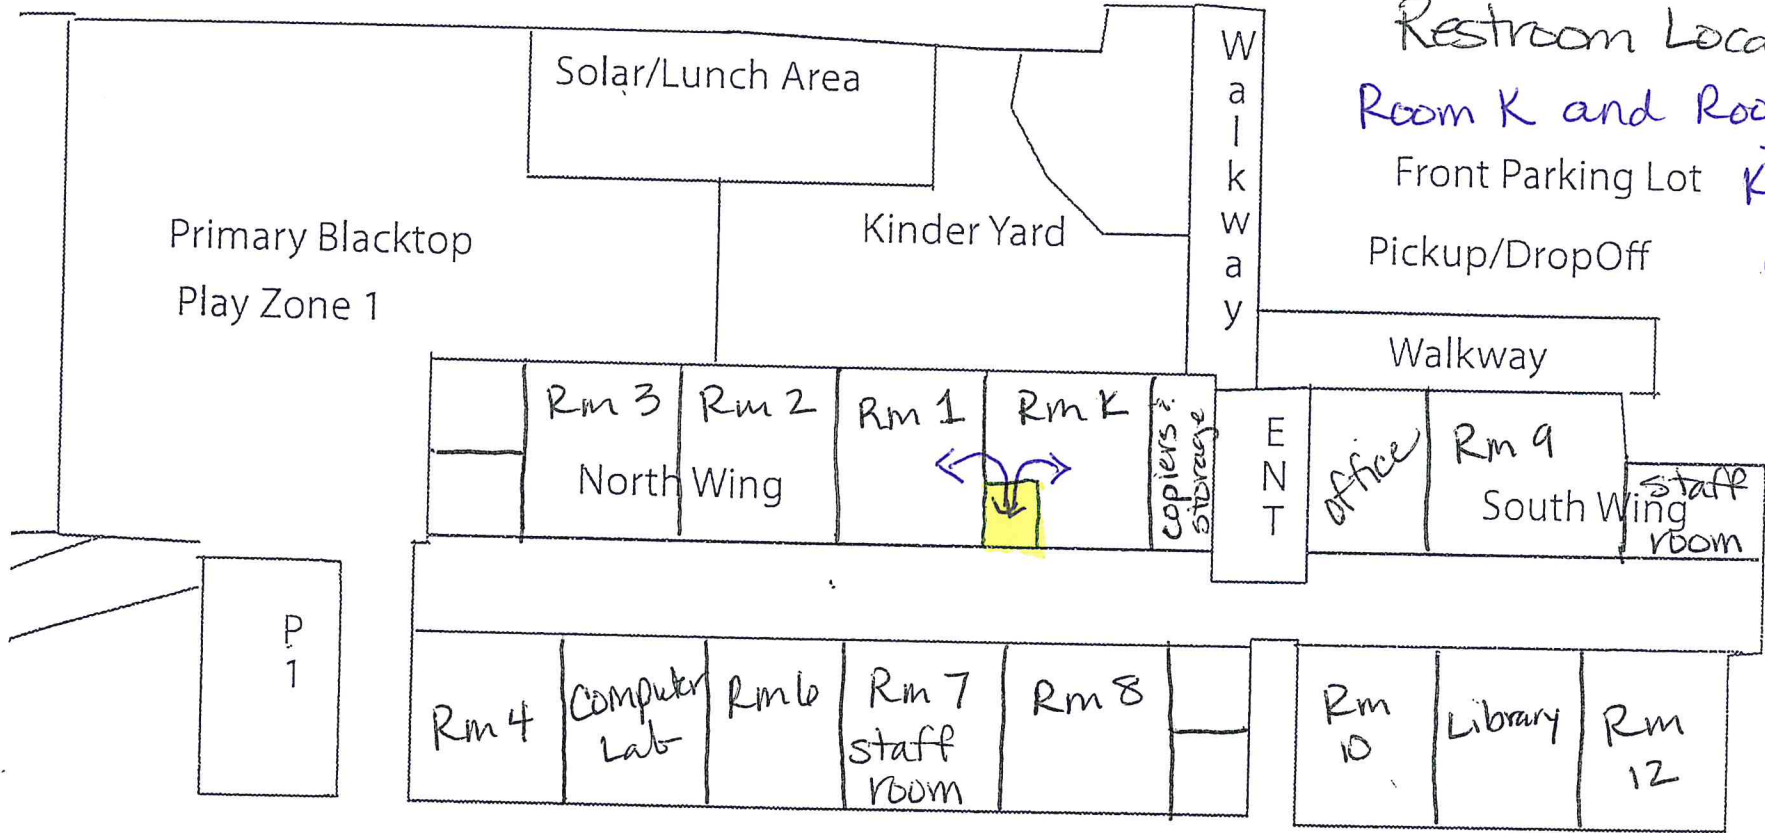 Restroom
Room K and
Solar/Lunch Area
Walkway
Front Parking Lot
Kinder Yard
Primary Blacktop
Play Zone 1
Pickup/DropOff
Walkway
Rm 3
Rm 2
Rm 1
Rm K
copiers &
storage
ENT
office
Rm 9
North Wing
South Wing
staff
room
P
1
Rm 4
Computer
Lab
Rm 6
Rm 7
staff
room
Rm 8
Rm
10
Library
Rm
12